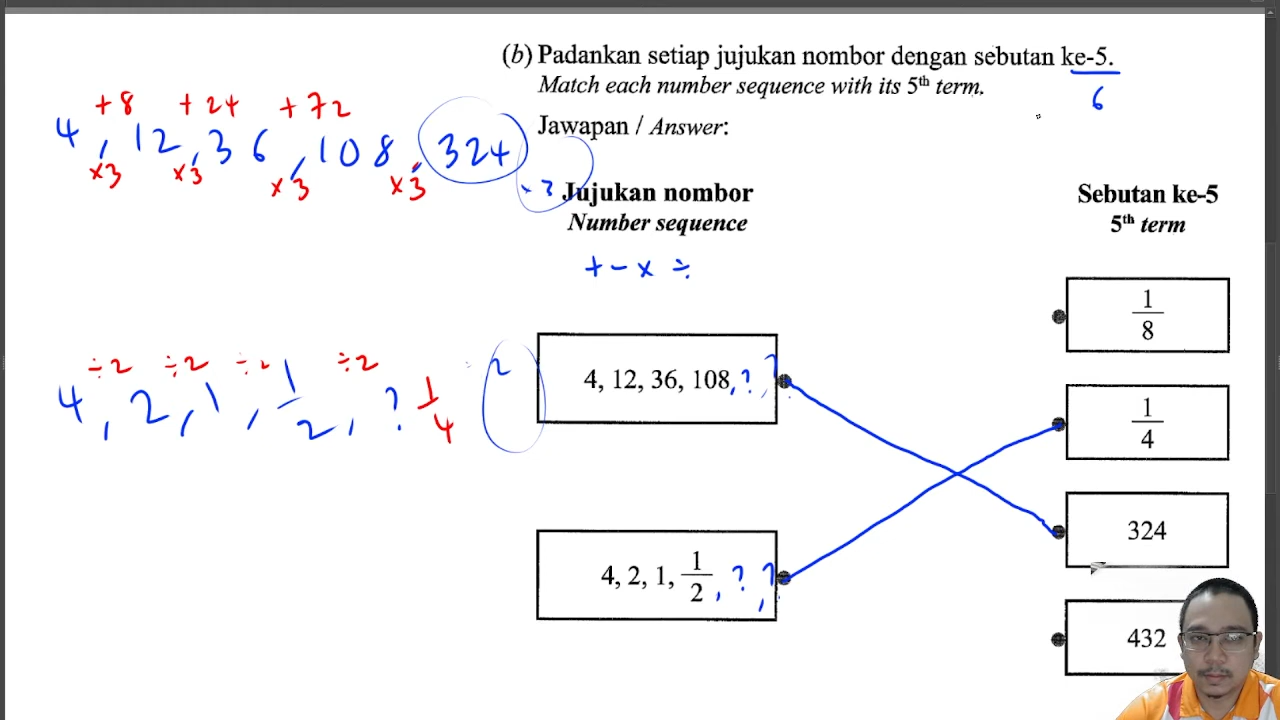 (b) Padankan setiap jujukan nombor dengan sebutan ke-5.
Match each number sequence with its 5th term.
6
Jawapan / Answer:
+8 +24 +72
4, 12, 36, 108, 324
×3 ×3 ×3 ×3
Jujukan nombor
Number sequence
+ - × ÷
Sebutan ke-5
5th term
1/8
÷2 ÷2 ÷2 ÷2
4, 2, 1, 1/2, ? 1/4
4, 12, 36, 108, ?, ?
1/4
324
4, 2, 1, 1/2, ?, ?
432